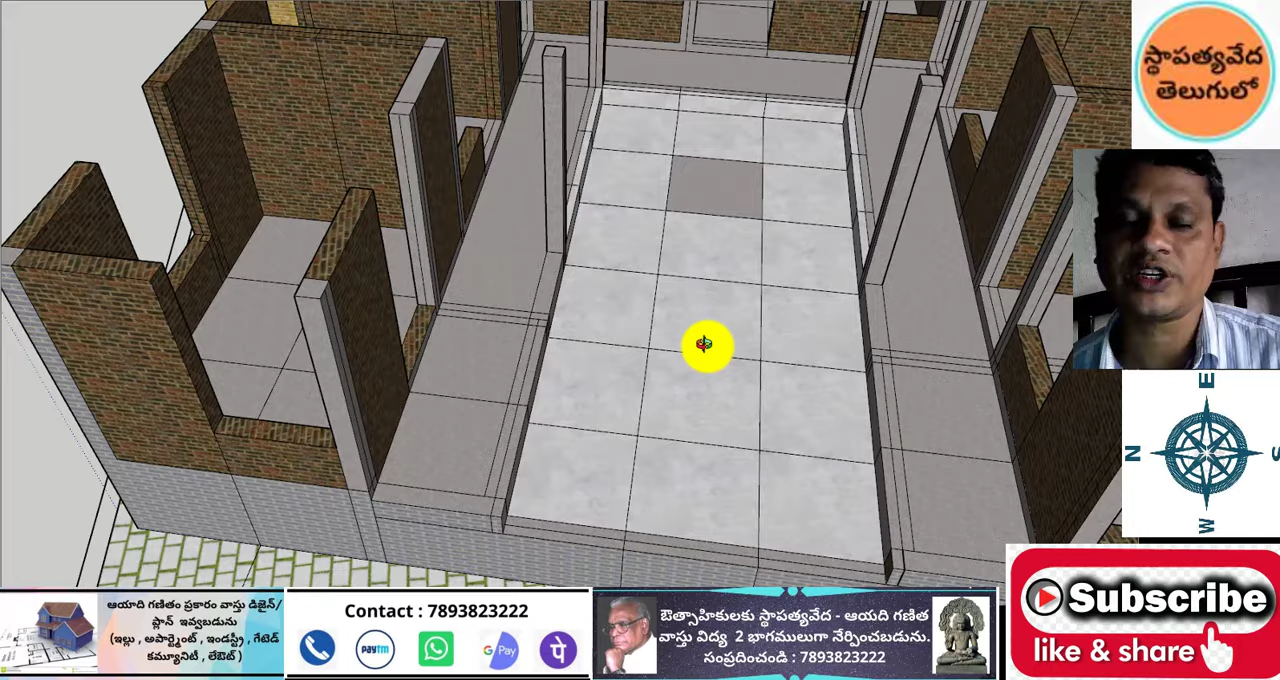 స్థాపత్యవేద
తెలుగులో
E
N
S
W
Subscribe
like & share
ఆయాది గణితం ప్రకారం వాస్తు డిజైన్/
ప్లాన్ ఇవ్వబడును
(ఇల్లు , అపార్ట్మెంట్ , ఇండస్ట్రీ , గేటెడ్
కమ్యూనిటీ , లేఔట్ )
Contact : 7893823222
paytm
G Pay
पे
ఔత్సాహికులకు స్థాపత్యవేద - ఆయది గణిత
వాస్తు విద్య 2 భాగములుగా నేర్పించబడును.
సంప్రదించండి : 7893823222